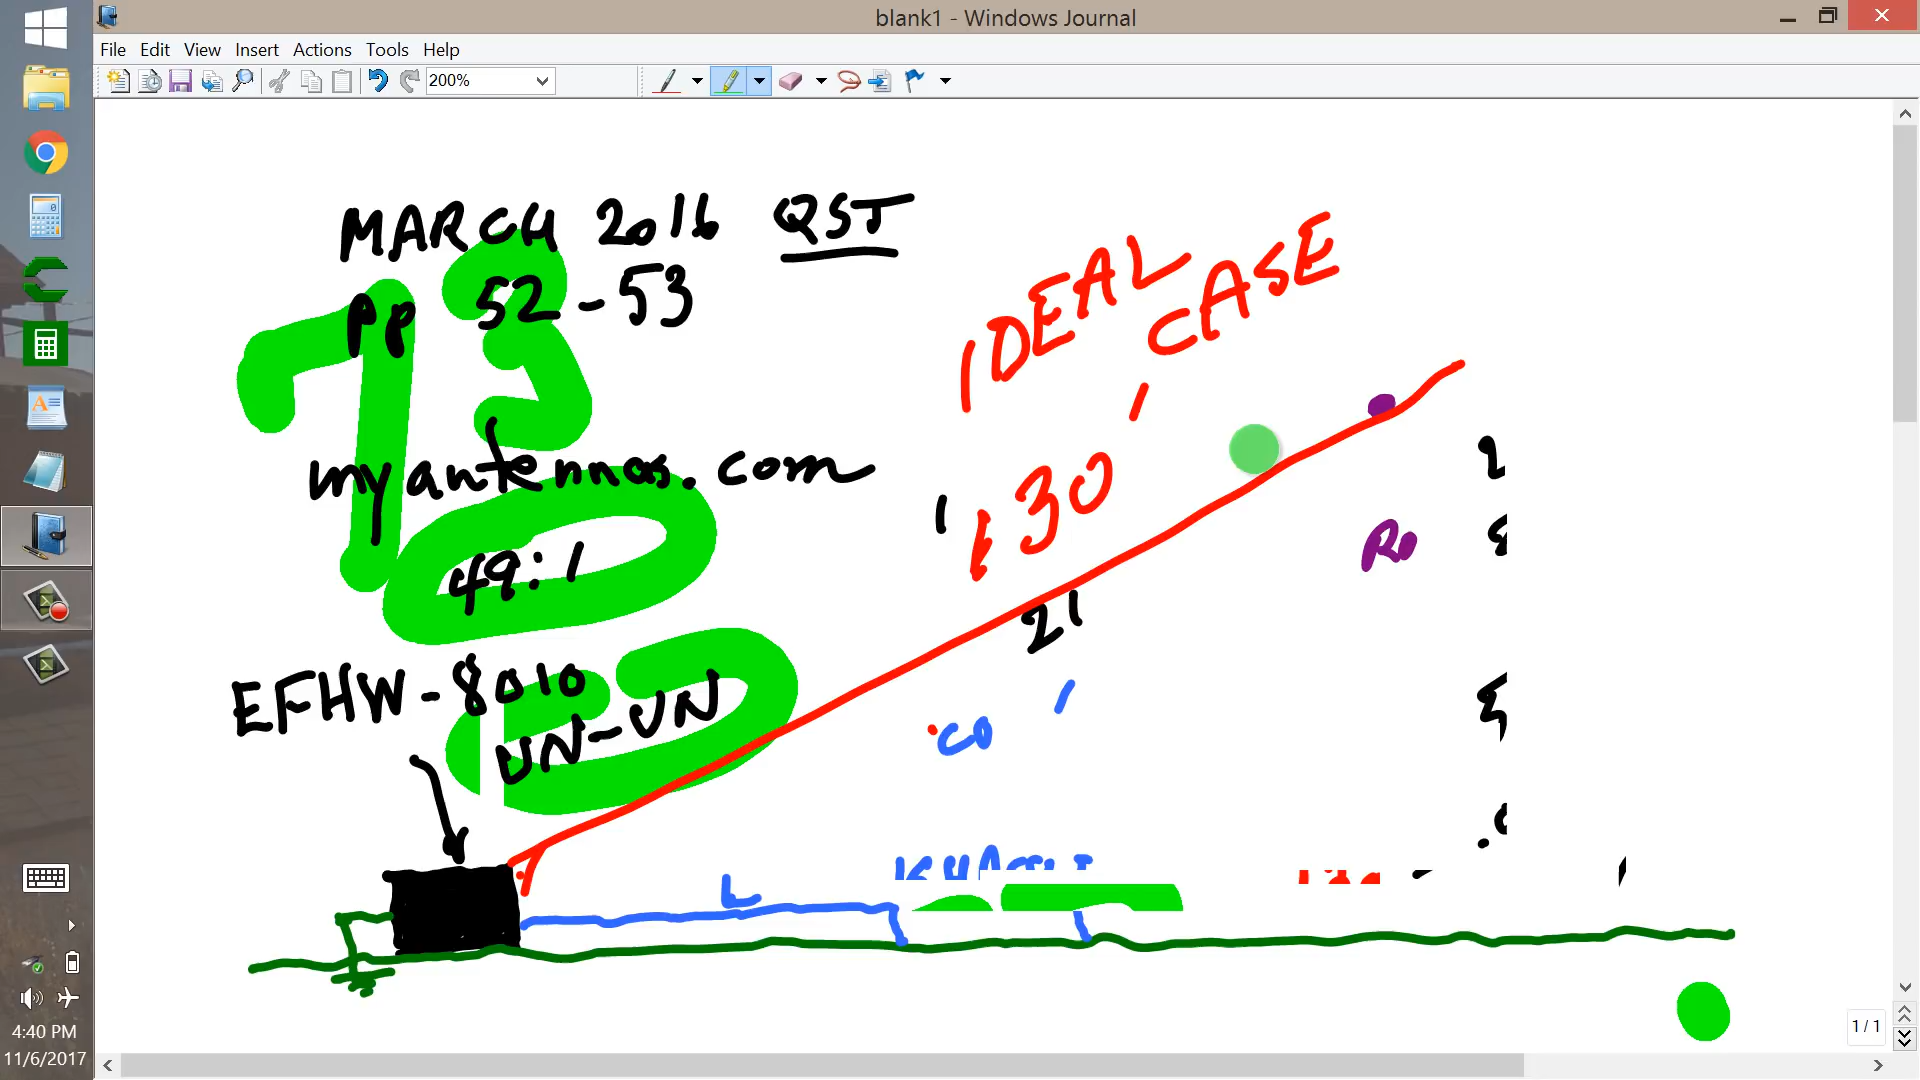 blank1 - Windows Journal
File Edit View Insert Actions Tools Help
200%
MARCH 2016 QST
pp 52-53
73
IDEAL
CASE
myantennas.com
49:1
130'
21
EFHW-8010
UN-UN
L
1/1
4:40 PM
11/6/2017